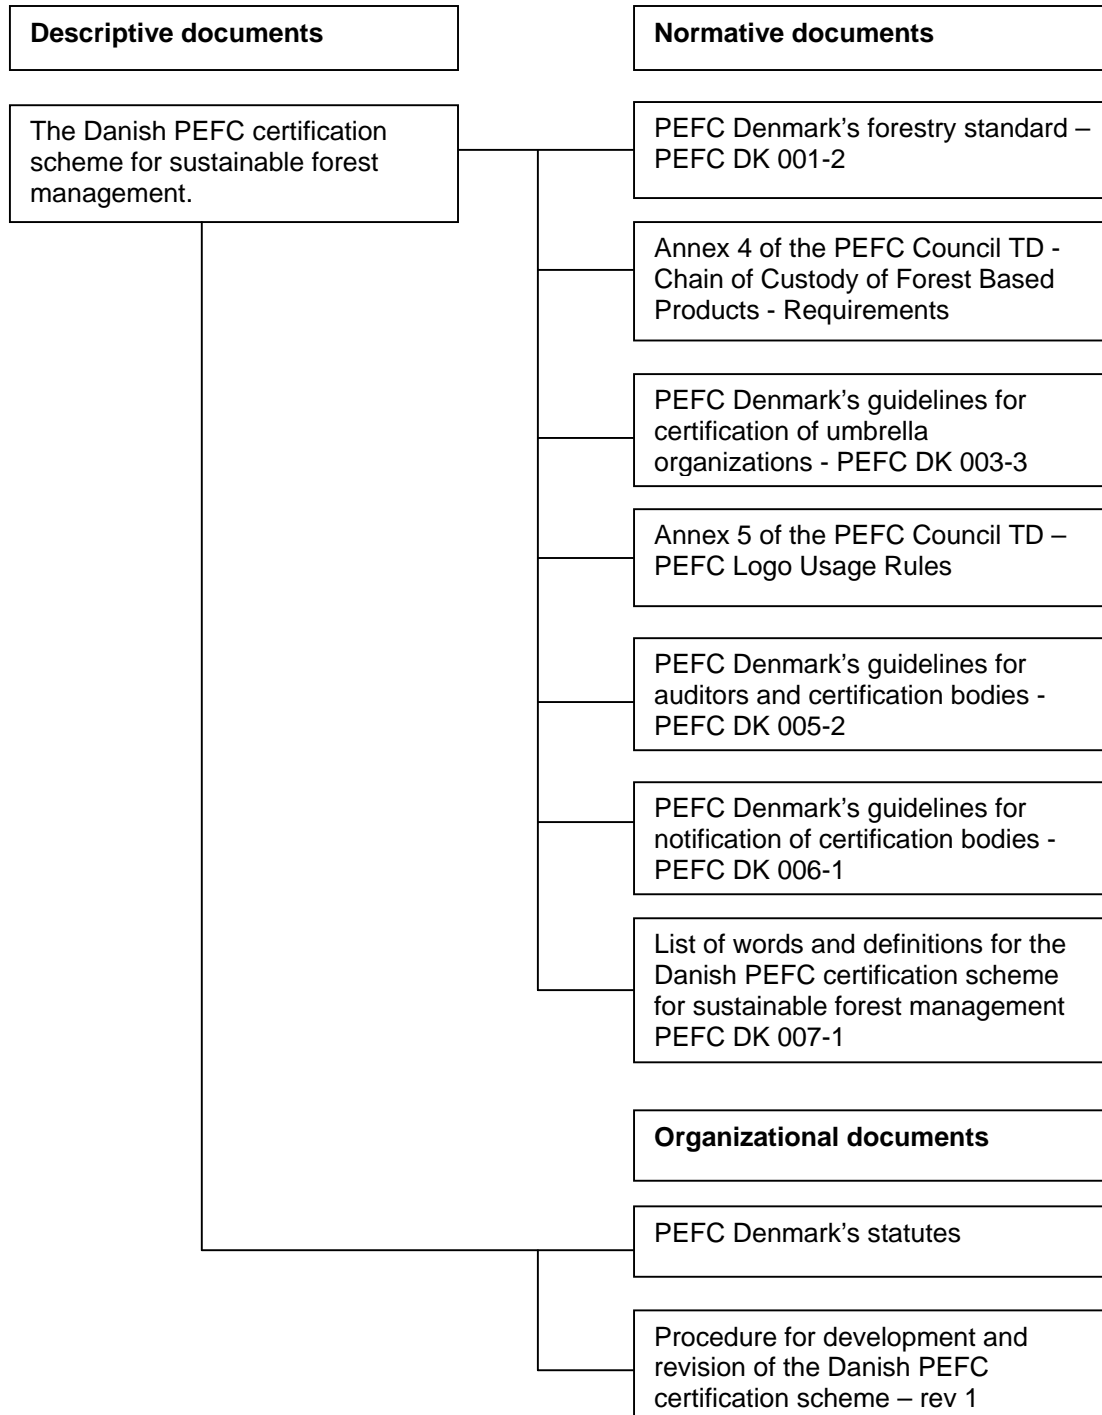 Descriptive documents
Normative documents
The Danish PEFC certification
scheme for sustainable forest
management.
PEFC Denmark’s forestry standard –
PEFC DK 001-2
Annex 4 of the PEFC Council TD -
Chain of Custody of Forest Based
Products - Requirements
PEFC Denmark’s guidelines for
certification of umbrella
organizations - PEFC DK 003-3
Annex 5 of the PEFC Council TD –
PEFC Logo Usage Rules
PEFC Denmark’s guidelines for
auditors and certification bodies -
PEFC DK 005-2
PEFC Denmark’s guidelines for
notification of certification bodies -
PEFC DK 006-1
List of words and definitions for the
Danish PEFC certification scheme
for sustainable forest management
PEFC DK 007-1
Organizational documents
PEFC Denmark’s statutes
Procedure for development and
revision of the Danish PEFC
certification scheme – rev 1